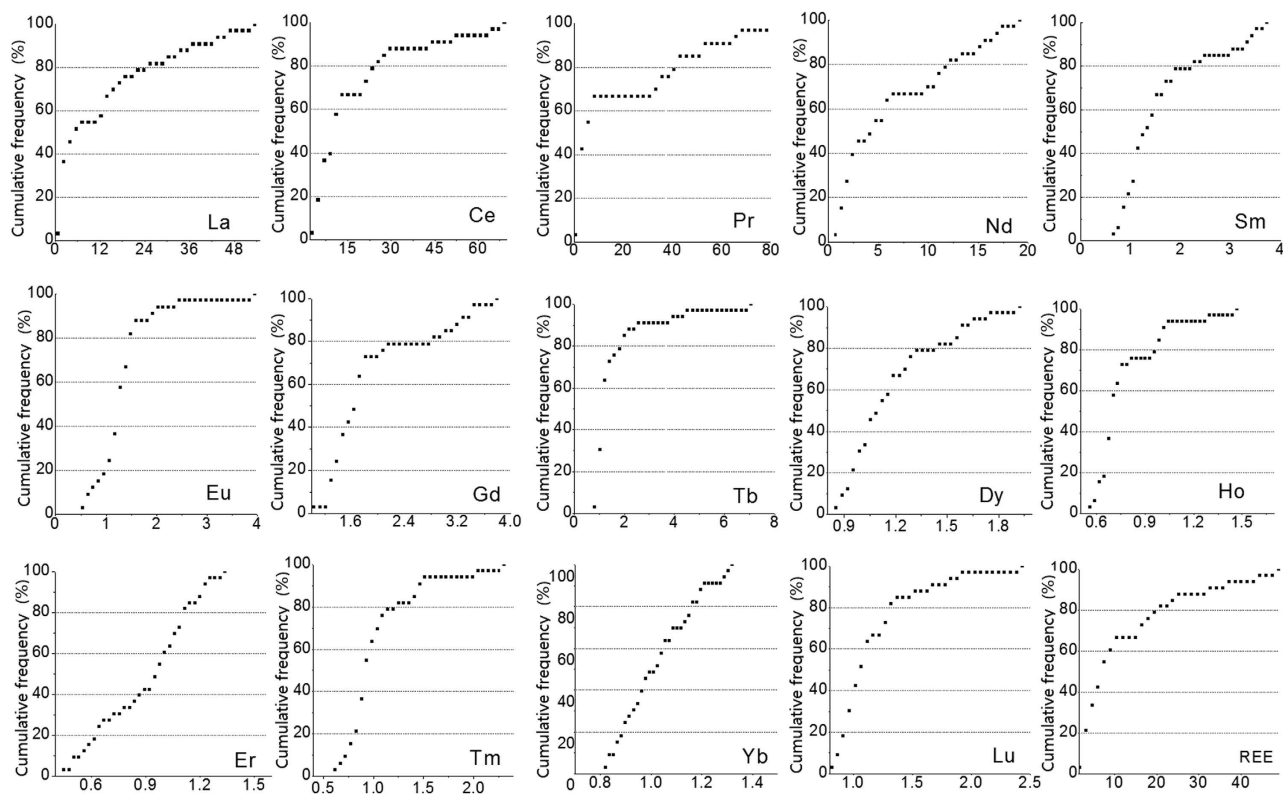 Cumulative frequency (%)
100
80
60
40
20
0
La
0 12 24 36 48
Cumulative frequency (%)
100
80
60
40
20
0
Ce
15 30 45 60
Cumulative frequency (%)
100
80
60
40
20
0
Pr
0 20 40 60 80
Cumulative frequency (%)
100
80
60
40
20
0
Nd
0 5 10 15 20
Cumulative frequency (%)
100
80
60
40
20
0
Sm
0 1 2 3 4
Cumulative frequency (%)
100
80
60
40
20
0
Eu
0 1 2 3 4
Cumulative frequency (%)
100
80
60
40
20
0
Gd
1.6 2.4 3.2 4.0
Cumulative frequency (%)
100
80
60
40
20
0
Tb
0 2 4 6 8
Cumulative frequency (%)
100
80
60
40
20
0
Dy
0.9 1.2 1.5 1.8
Cumulative frequency (%)
100
80
60
40
20
0
Ho
0.6 0.9 1.2 1.5
Cumulative frequency (%)
100
80
60
40
20
0
Er
0.6 0.9 1.2 1.5
Cumulative frequency (%)
100
80
60
40
20
0
Tm
0.5 1.0 1.5 2.0
Cumulative frequency (%)
100
80
60
40
20
0
Yb
0.8 1.0 1.2 1.4
Cumulative frequency (%)
100
80
60
40
20
0
Lu
1.0 1.5 2.0 2.5
Cumulative frequency (%)
100
80
60
40
20
0
REE
10 20 30 40